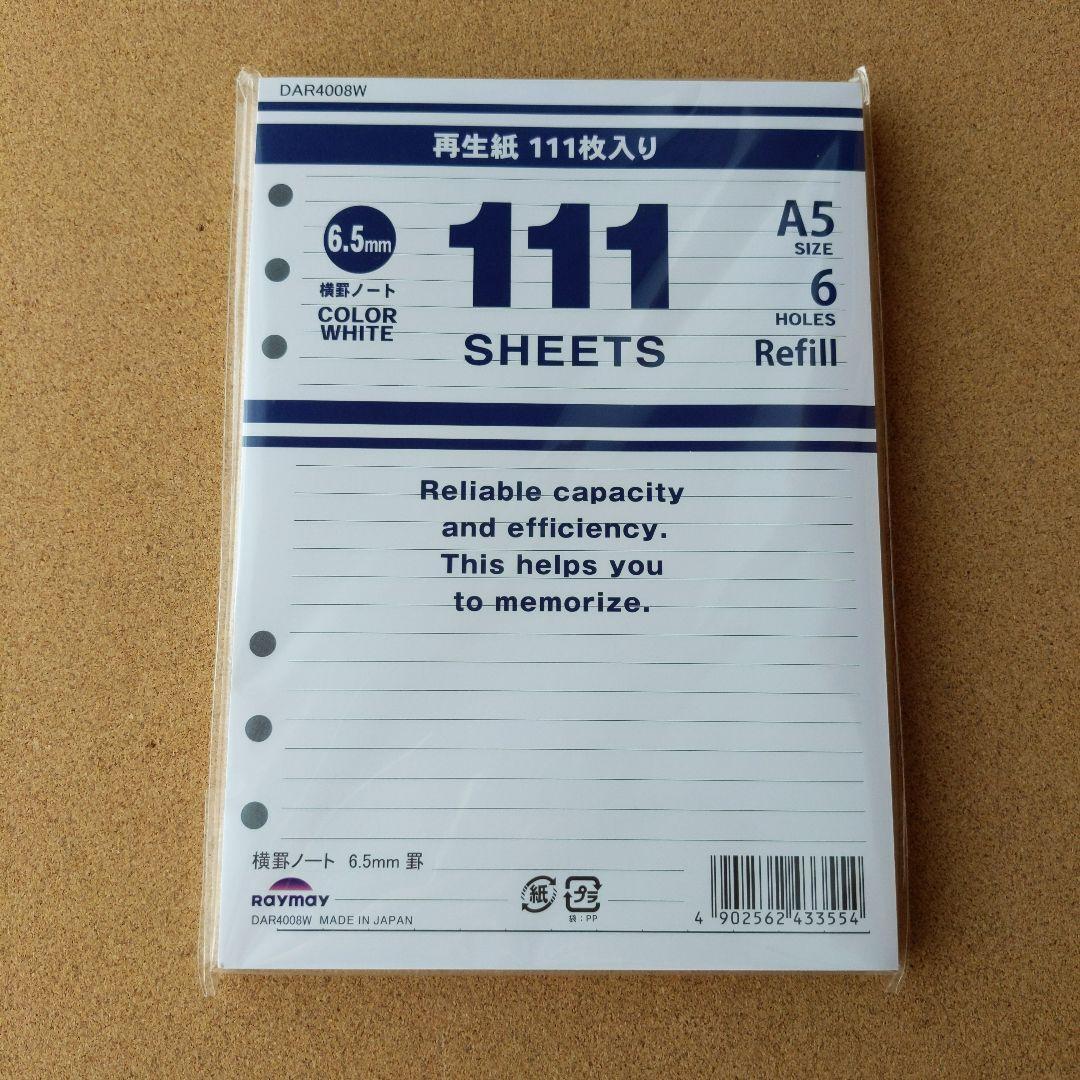 DAR4008W
再生紙 111枚入り
6.5mm
横罫ノート
COLOR
WHITE
111
SHEETS
A5
SIZE
6
HOLES
Refill
Reliable capacity
and efficiency.
This helps you
to memorize.
横罫ノート 6.5mm 罫
RAYMAY
DAR4008W MADE IN JAPAN
紙
プラ
袋：PP
4 902562 433554